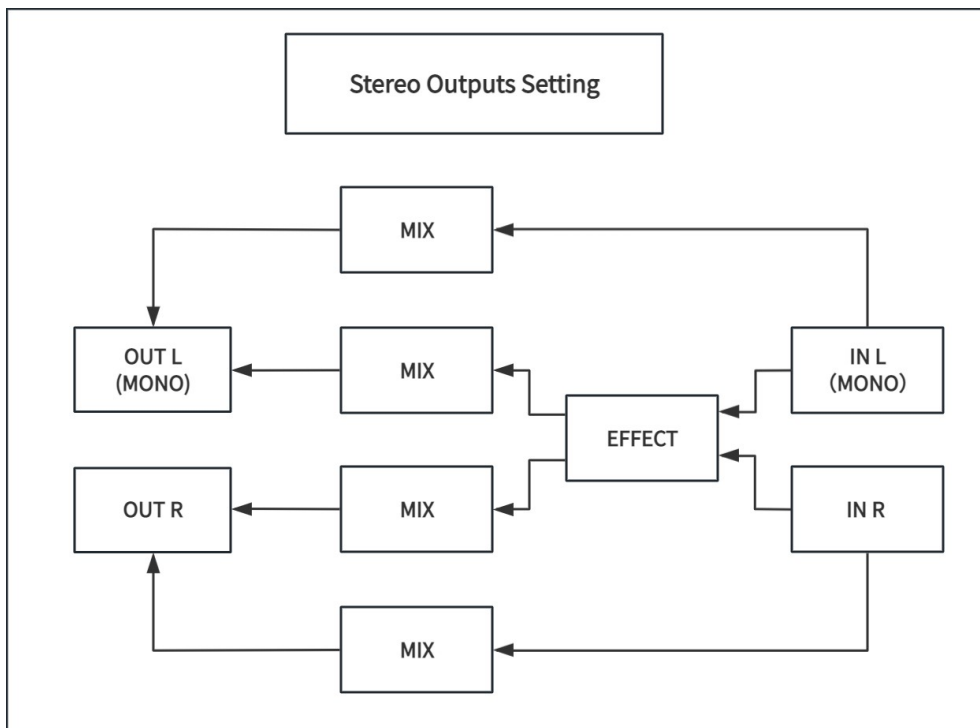 Stereo Outputs Setting
MIX
OUT L
(MONO)
MIX
IN L
（MONO）
EFFECT
OUT R
MIX
IN R
MIX